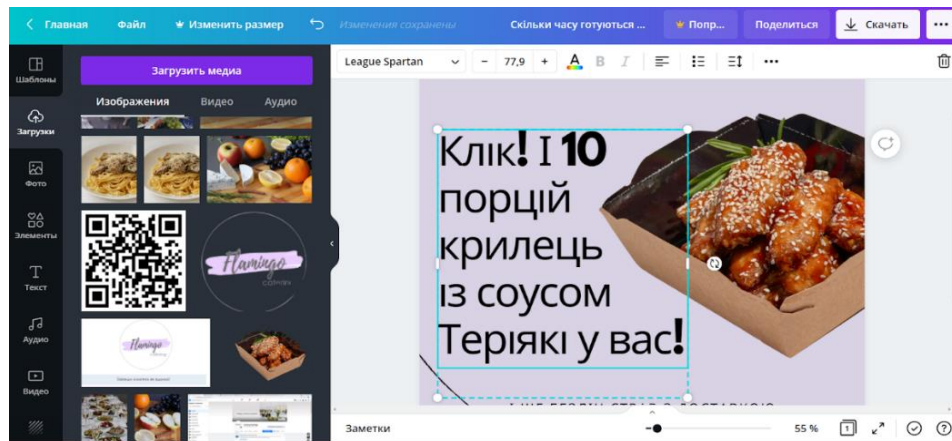 Главная
Файл
Изменить размер
Изменения сохранены
Скільки часу готуються ...
Попр...
Поделиться
Скачать
Шаблоны
Загрузки
Фото
Элементы
Текст
Аудио
Видео
Загрузить медиа
Изображения Видео Аудио
Flamingo
Flamingo
League Spartan
– 77,9 +
A B I
Клік! І 10
порцій
крилець
із соусом
Теріякі у вас!
Заметки
55 %
1
?